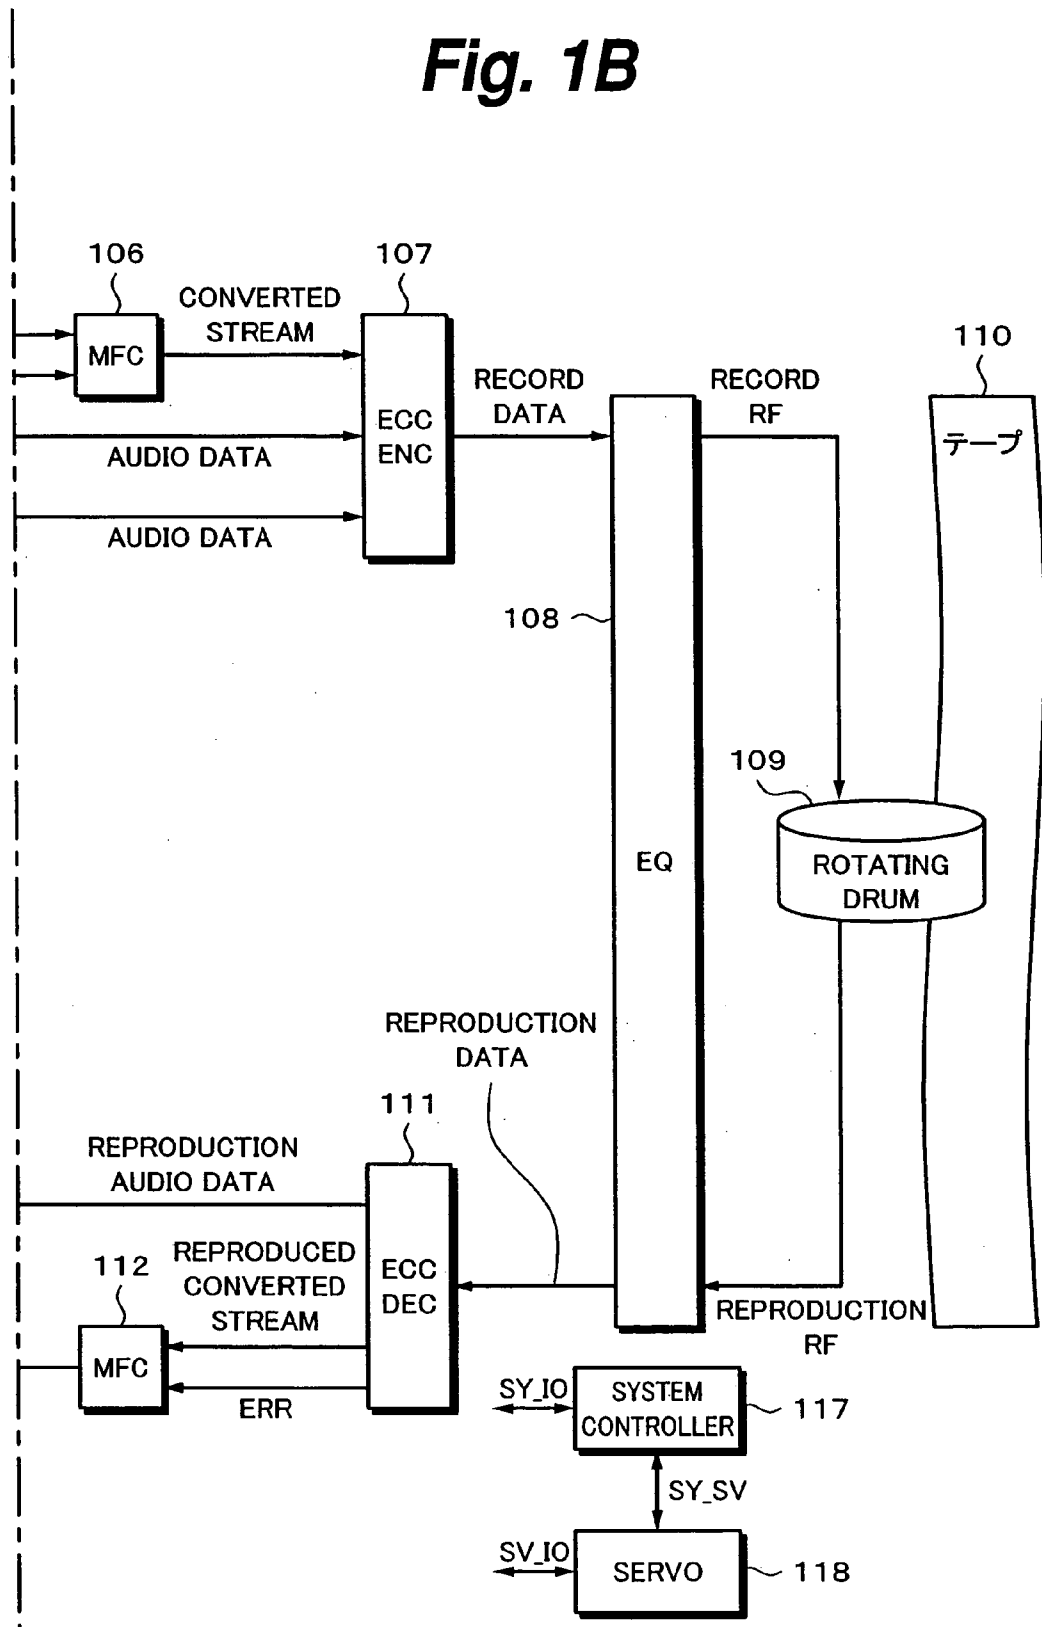 Fig. 1B
106
107
CONVERTED
STREAM
MFC
ECC
ENC
AUDIO DATA
AUDIO DATA
RECORD
DATA
RECORD
RF
110
テープ
108
EQ
109
ROTATING
DRUM
REPRODUCTION
DATA
111
REPRODUCTION
AUDIO DATA
ECC
DEC
112
REPRODUCED
CONVERTED
STREAM
MFC
ERR
REPRODUCTION
RF
SY_IO
SYSTEM
CONTROLLER
117
SY_SV
SV_IO
SERVO
118